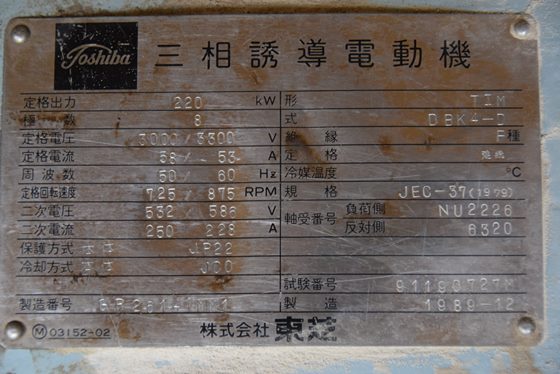 Toshiba 三相誘導電動機
定格出力 220 kW 形 TIM
極数 8 式 DBK4-D
定格電圧 3000/3300 V 絶縁 F種
定格電流 58/53 A 定格 連続
周波数 50/60 Hz 冷媒温度 ℃
定格回転速度 725/875 RPM 規格 JEC-37(1979)
二次電圧 532/586 V 軸受番号 負荷側 NU2226
二次電流 250 228 A 反対側 6320
保護方式 JP22
冷却方式
試験番号
製造番号 製造 1989-12
M 03152-02 株式会社 東芝